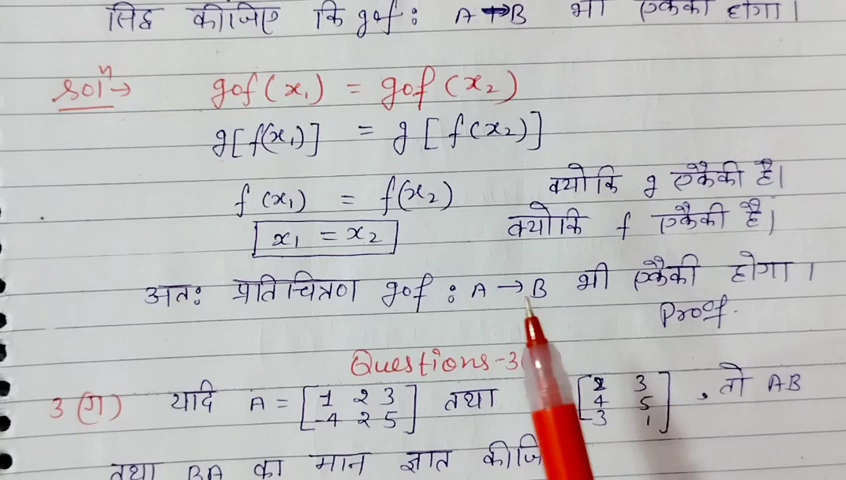 सिद्ध कीजिए कि gof : A → B भी एकैकी होगा।
Solⁿ → gof(x₁) = gof(x₂)
g[f(x₁)] = g[f(x₂)]
f(x₁) = f(x₂) क्योकि g एकैकी है।
x₁ = x₂ क्योकि f एकैकी है।
अतः प्रतिचित्रण gof : A → B भी एकैकी होगा।
Proof.
Questions-3
3 (ग) यदि A = [1 2 3 -4 2 5] तथा [2 3 4 5 -3 1] , तो AB
तथा BA का मान ज्ञात